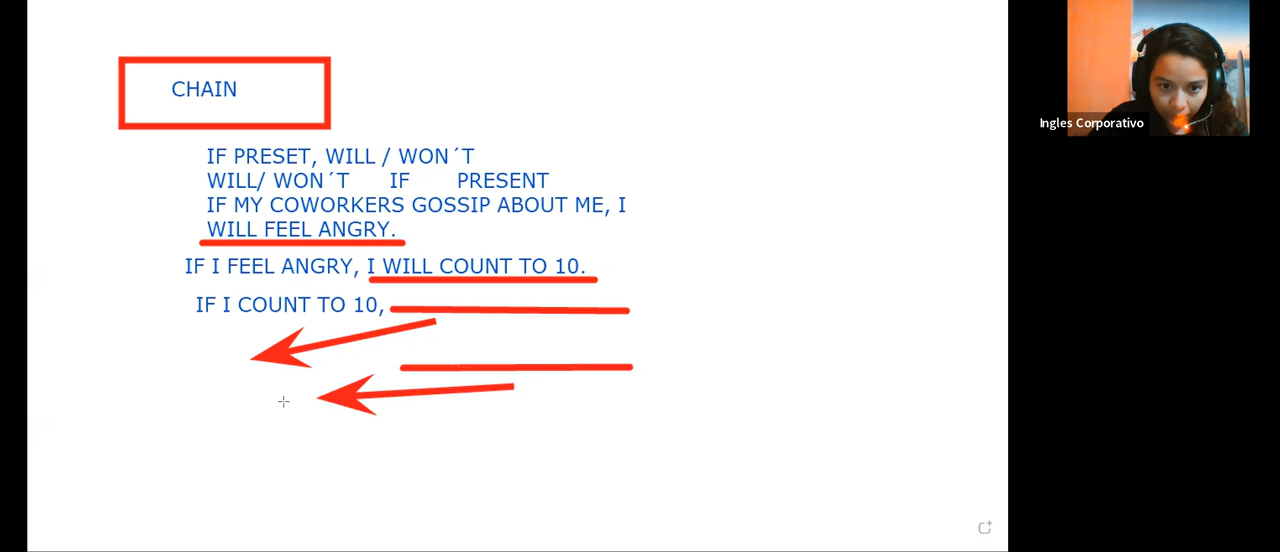 CHAIN
IF PRESET, WILL / WON´T
WILL/ WON´T IF PRESENT
IF MY COWORKERS GOSSIP ABOUT ME, I
WILL FEEL ANGRY.
IF I FEEL ANGRY, I WILL COUNT TO 10.
IF I COUNT TO 10,
Ingles Corporativo